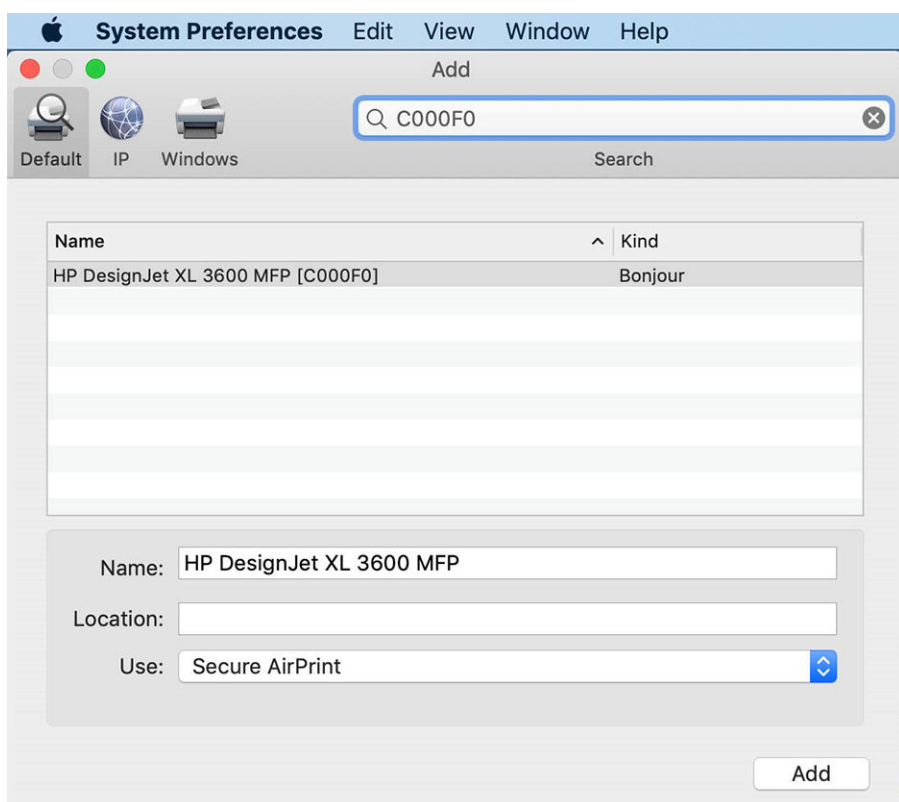 System Preferences Edit View Window Help
Add
C000F0
Default IP Windows Search
Name Kind
HP DesignJet XL 3600 MFP [C000F0] Bonjour
Name: HP DesignJet XL 3600 MFP
Location:
Use: Secure AirPrint
Add